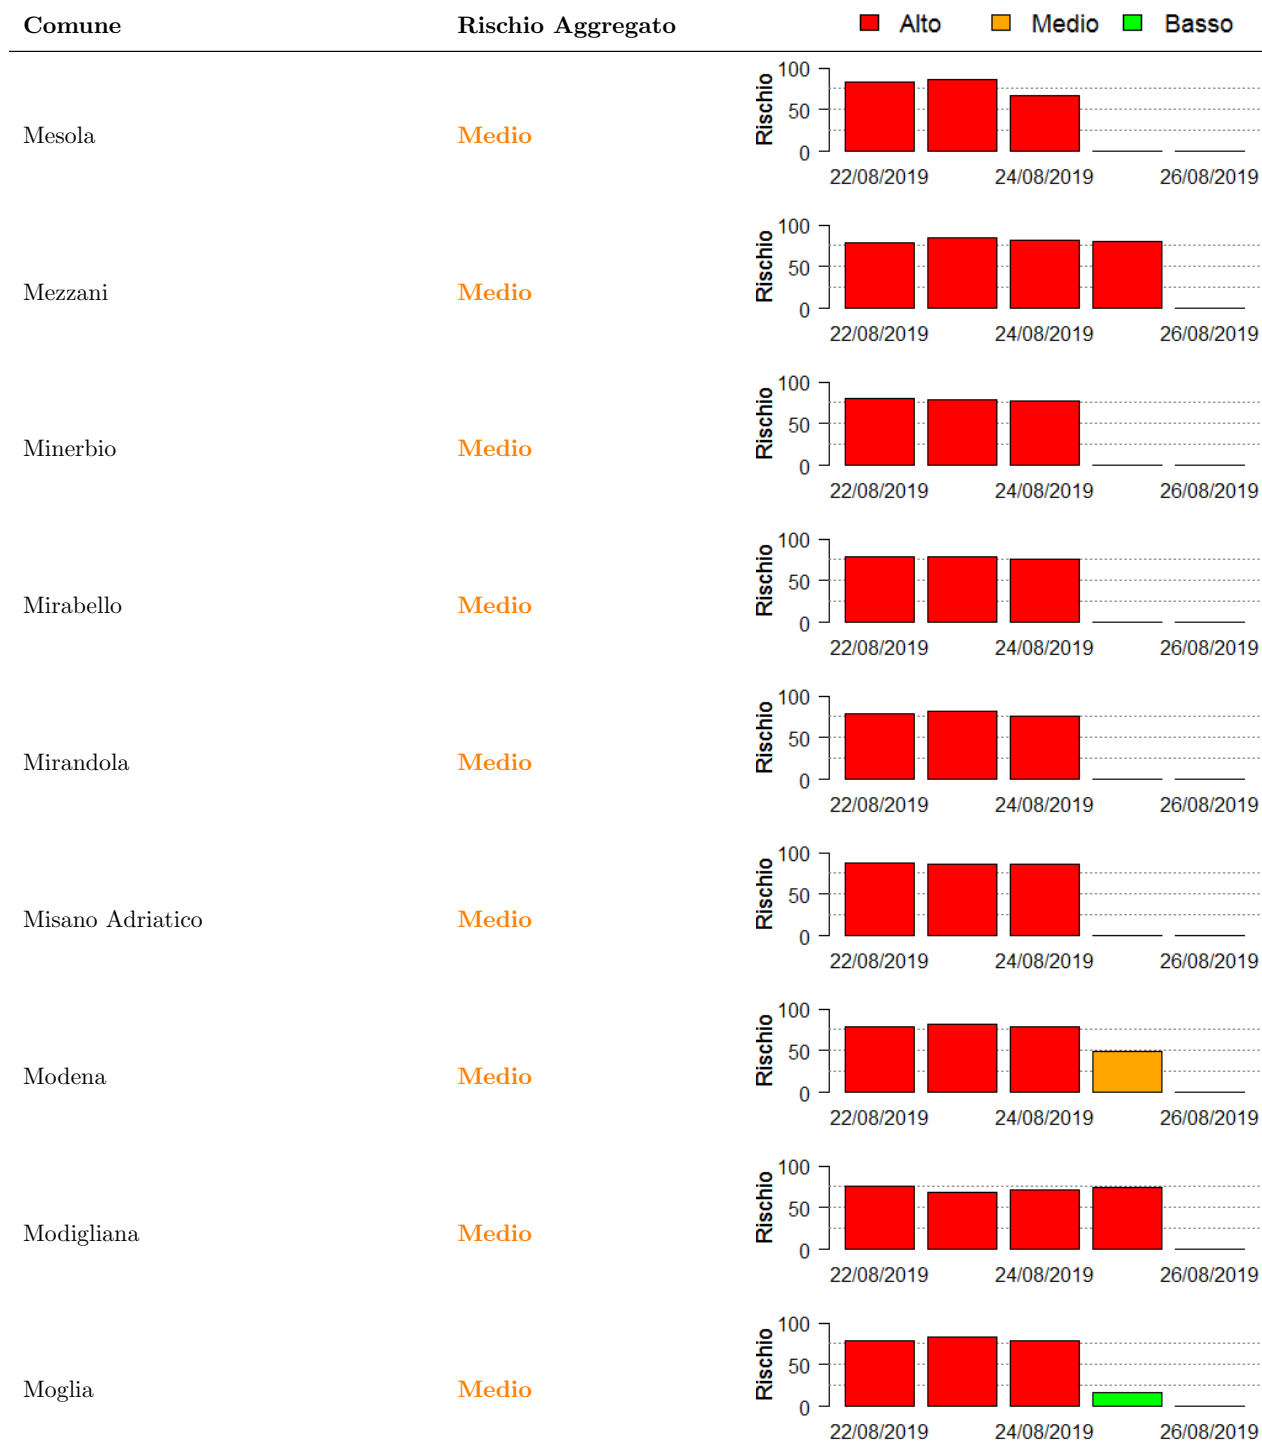 Comune Rischio Aggregato Alto Medio Basso
100
50
0
Rischio
Mesola Medio
22/08/2019 24/08/2019 26/08/2019
100
50
0
Rischio
Mezzani Medio
22/08/2019 24/08/2019 26/08/2019
100
50
0
Rischio
Minerbio Medio
22/08/2019 24/08/2019 26/08/2019
100
50
0
Rischio
Mirabello Medio
22/08/2019 24/08/2019 26/08/2019
100
50
0
Rischio
Mirandola Medio
22/08/2019 24/08/2019 26/08/2019
100
50
0
Rischio
Misano Adriatico Medio
22/08/2019 24/08/2019 26/08/2019
100
50
0
Rischio
Modena Medio
22/08/2019 24/08/2019 26/08/2019
100
50
0
Rischio
Modigliana Medio
22/08/2019 24/08/2019 26/08/2019
100
50
0
Rischio
Moglia Medio
22/08/2019 24/08/2019 26/08/2019